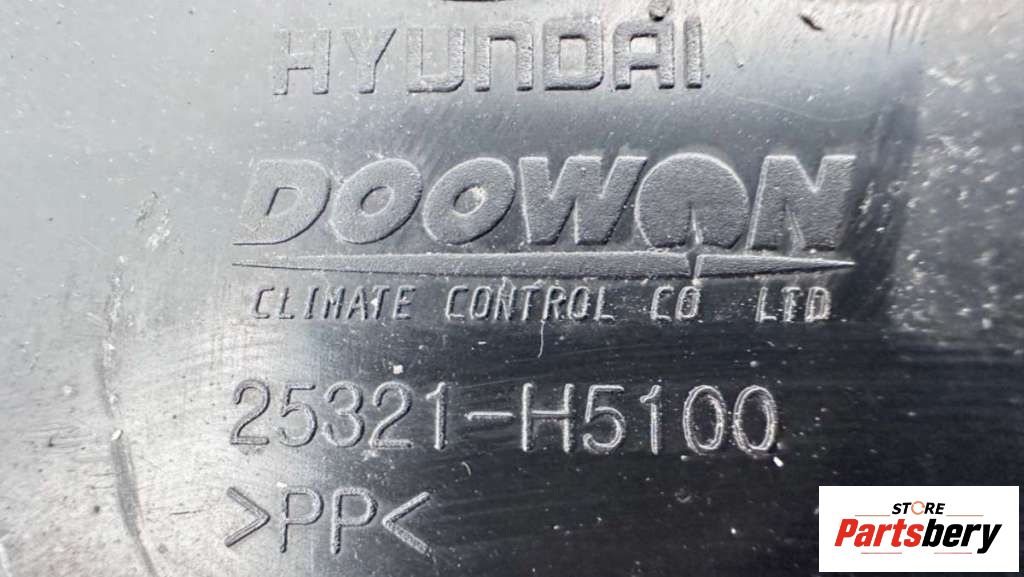 HYUNDAI
DOOWON
CLIMATE CONTROL CO LTD
25321-H5100
>PP<
STORE
Partsbery